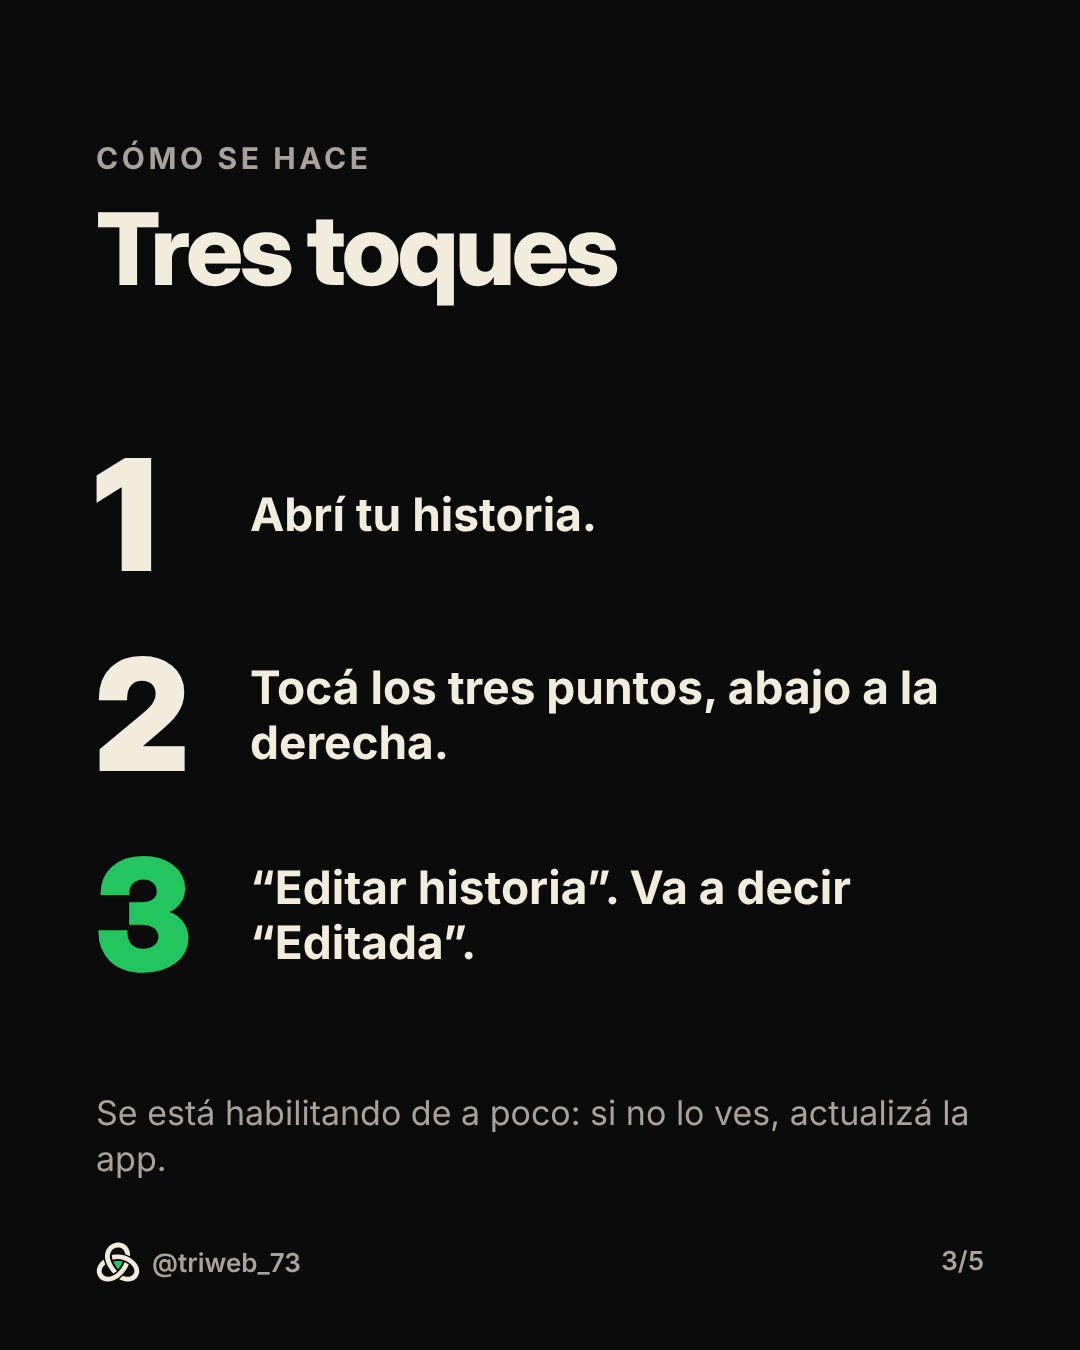 CÓMO SE HACE
Tres toques
1
Abrí tu historia.
2
Tocá los tres puntos, abajo a la
derecha.
3
“Editar historia”. Va a decir
“Editada”.
Se está habilitando de a poco: si no lo ves, actualizá la
app.
@triweb_73
3/5